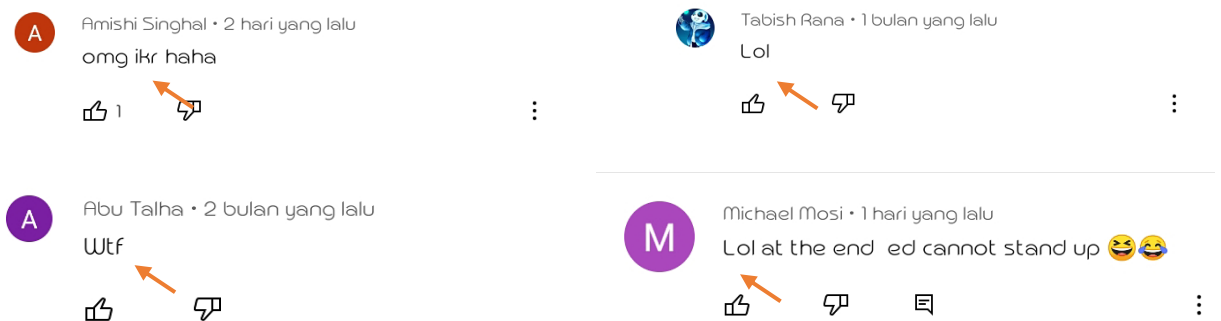 A
Amishi Singhal • 2 hari yang lalu
omg ikr haha
1
Tabish Rana • 1 bulan yang lalu
Lol
A
Abu Talha • 2 bulan yang lalu
Wtf
M
Michael Mosi • 1 hari yang lalu
Lol at the end ed cannot stand up 😆😂